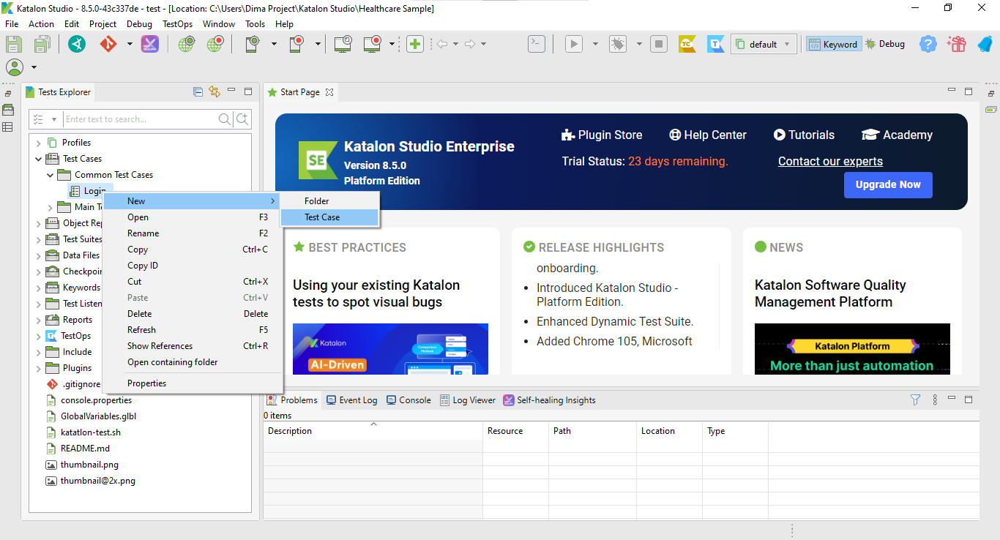 Katalon Studio - 8.5.0-43c337de - test - [Location: C:\Users\Dima Project\Katalon Studio\Healthcare Sample]
File Action Edit Project Debug TestOps Window Tools Help
TC T default Keyword Debug
Tests Explorer
Start Page
Enter text to search...
Profiles
Test Cases
Common Test Cases
Login
Main Te
Object Rep
Test Suites
Data Files
Checkpoin
Keywords
Test Listen
Reports
TestOps
Include
Plugins
.gitignore
console.properties
GlobalVariables.glbl
katatlon-test.sh
README.md
thumbnail.png
thumbnail@2x.png
New
Open F3
Rename F2
Copy Ctrl+C
Copy ID
Cut Ctrl+X
Paste Ctrl+V
Delete Delete
Refresh F5
Show References Ctrl+R
Open containing folder
Properties
Folder
Test Case
SE
Katalon Studio Enterprise
Version 8.5.0
Platform Edition
Plugin Store Help Center Tutorials Academy
Trial Status: 23 days remaining. Contact our experts
Upgrade Now
BEST PRACTICES
Using your existing Katalon
tests to spot visual bugs
Katalon
AI-Driven
RELEASE HIGHLIGHTS
onboarding.
• Introduced Katalon Studio -
Platform Edition.
• Enhanced Dynamic Test Suite.
• Added Chrome 105, Microsoft
NEWS
Katalon Software Quality
Management Platform
Katalon Platform
More than just automation
Problems Event Log Console Log Viewer Self-healing Insights
0 items
Description Resource Path Location Type